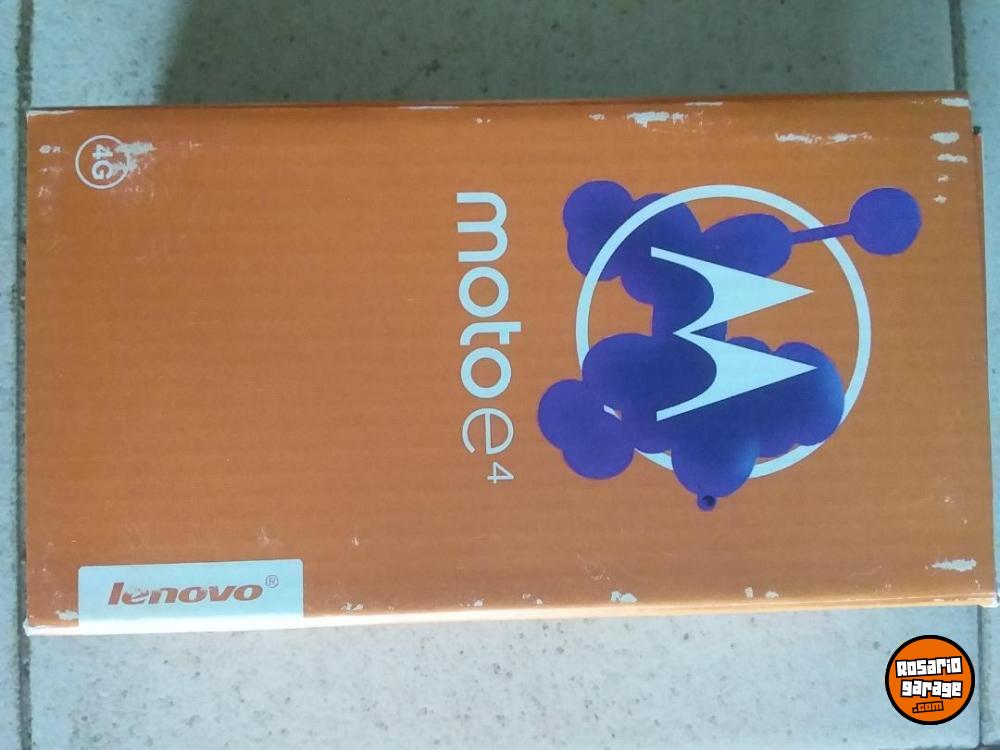 4G
moto e4
lenovo®
Rosario
garage
.com